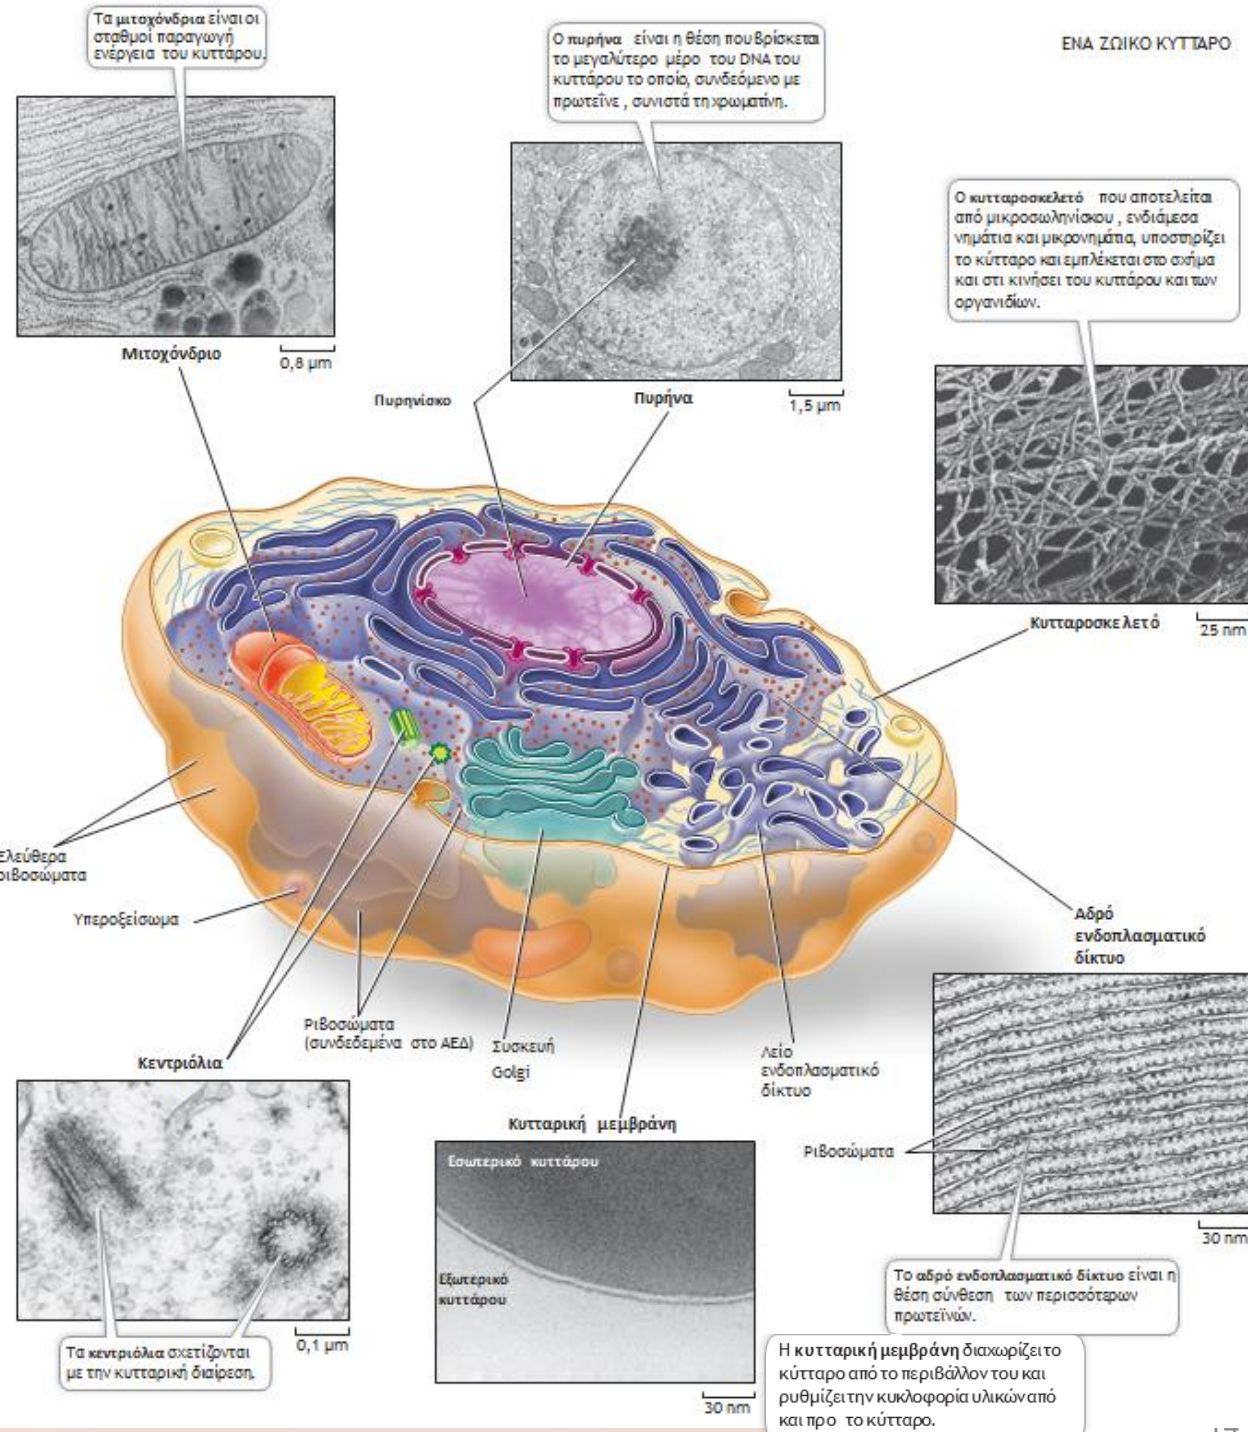 Τα μιτοχόνδρια είναι οι
σταθμοί παραγωγή
ενέργεια του κυττάρου.
Ο πυρήνα είναι η θέση που βρίσκεται
το μεγαλύτερο μέρο του DNA του
κυττάρου το οποίο, συνδεόμενο με
πρωτεΐνε , συνιστά τη χρωματίνη.
ΕΝΑ ΖΩΙΚΟ ΚΥΤΤΑΡΟ
Ο κυτταροσκελετό που αποτελείται
από μικροσωληνίσκου , ενδιάμεσα
νημάτια και μικρονημάτια, υποστηρίζει
το κύτταρο και εμπλέκεται στο σχήμα
και στι κινήσει του κυττάρου και των
οργανιδίων.
Μιτοχόνδριο
0,8 μm
Πυρηνίσκο
Πυρήνα
1,5 μm
Κυτταροσκελετό
25 nm
Ελεύθερα
ριβοσώματα
Υπεροξείσωμα
Αδρό
ενδοπλασματικό
δίκτυο
Ριβοσώματα
(συνδεδεμένα στο ΑΕΔ)
Συσκευή
Golgi
Λείο
ενδοπλασματικό
δίκτυο
Κεντριόλια
Κυτταρική μεμβράνη
Εσωτερικό κυττάρου
Εξωτερικό
κυττάρου
Ριβοσώματα
30 nm
Το αδρό ενδοπλασματικό δίκτυο είναι η
θέση σύνθεση των περισσότερων
πρωτεϊνών.
0,1 μm
Τα κεντριόλια σχετίζονται
με την κυτταρική διαίρεση.
30 nm
Η κυτταρική μεμβράνη διαχωρίζει το
κύτταρο από το περιβάλλον του και
ρυθμίζει την κυκλοφορία υλικών από
και προ το κύτταρο.